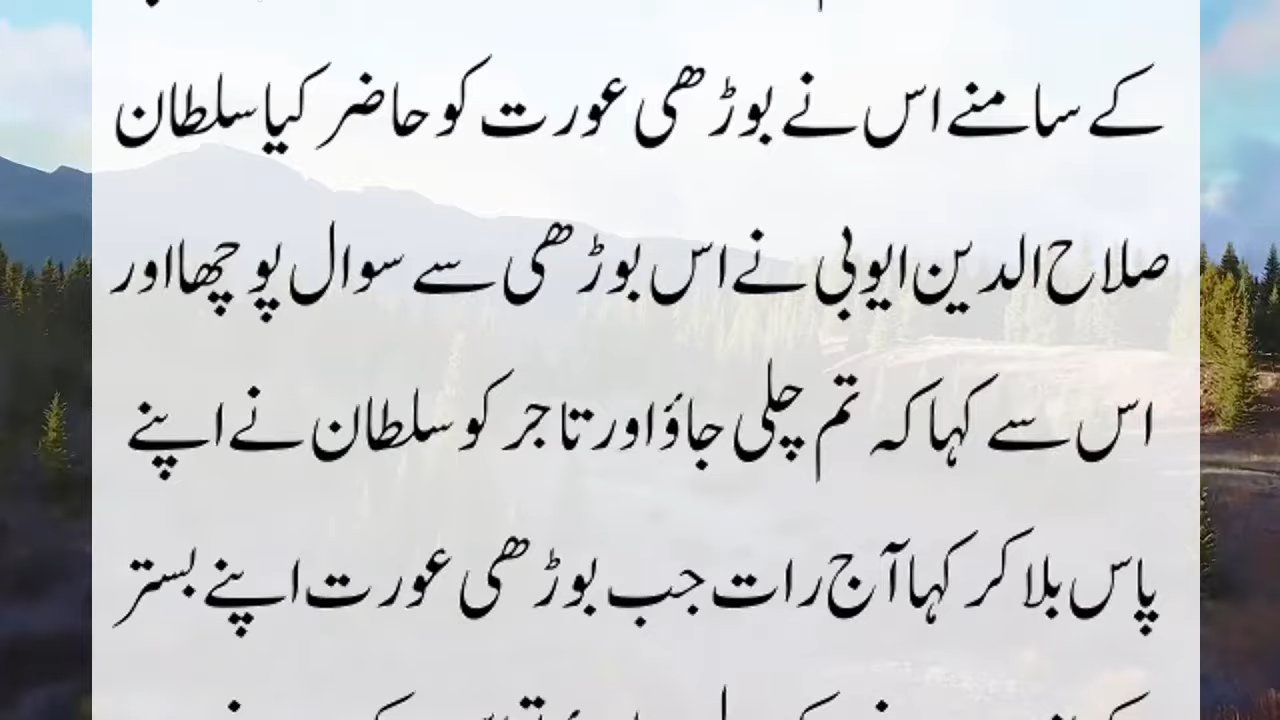 کے سامنے اس نے بوڑھی عورت کو حاضر کیا سلطان
صلاح الدین ایوبی نے اس بوڑھی سے سوال پوچھا اور
اس سے کہا کہ تم چلی جاؤ اور تاجر کو سلطان نے اپنے
پاس بلا کر کہا آج رات جب بوڑھی عورت اپنے بستر